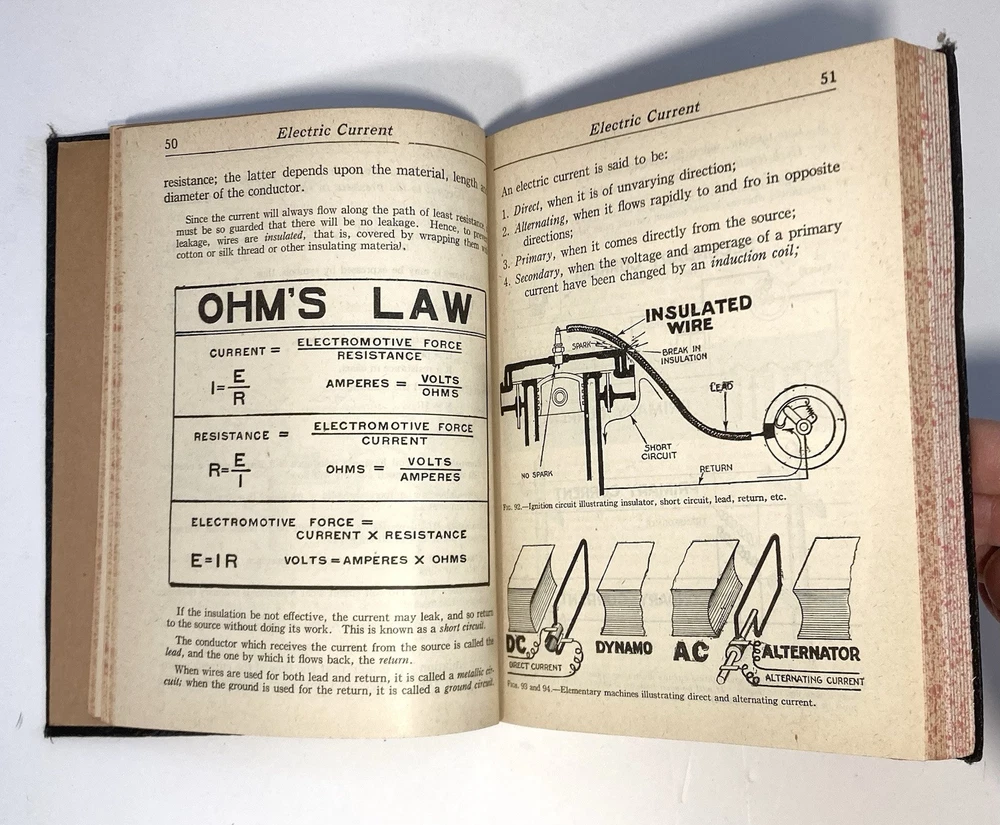 50
Electric Current
resistance; the latter depends upon the material, length
diameter of the conductor.
Since the current will always flow along the path of least resistance,
must be so guarded that there will be no leakage. Hence, to
leakage, wires are insulated, that is, covered by wrapping them
cotton or silk thread or other insulating material.
OHM'S LAW
CURRENT = ELECTROMOTIVE FORCE
RESISTANCE
I = E
R
AMPERES = VOLTS
OHMS
RESISTANCE = ELECTROMOTIVE FORCE
CURRENT
R = E
I
OHMS = VOLTS
AMPERES
ELECTROMOTIVE FORCE =
CURRENT X RESISTANCE
E = I R VOLTS = AMPERES X OHMS
If the insulation be not effective, the current may leak, and so return
to the source without doing its work. This is known as a short circuit.
The conductor which receives the current from the source is called the
lead, and the one by which it flows back, the return.
When wires are used for both lead and return, it is called a metallic cir-
cuit; when the ground is used for the return, it is called a ground circuit.
Electric Current
51
An electric current is said to be:
1. Direct, when it is of unvarying direction;
2. Alternating, when it flows rapidly to and fro in opposite
directions;
3. Primary, when it comes directly from the source;
4. Secondary, when the voltage and amperage of a primary
current have been changed by an induction coil;
INSULATED
WIRE
SPARK
BREAK IN
INSULATION
LEAD
SHORT
CIRCUIT
NO SPARK
RETURN
FIG. 92.—Ignition circuit illustrating insulator, short circuit, lead, return, etc.
DC DYNAMO
DIRECT CURRENT
AC ALTERNATOR
ALTERNATING CURRENT
FIGS. 93 and 94.—Elementary machines illustrating direct and alternating current.